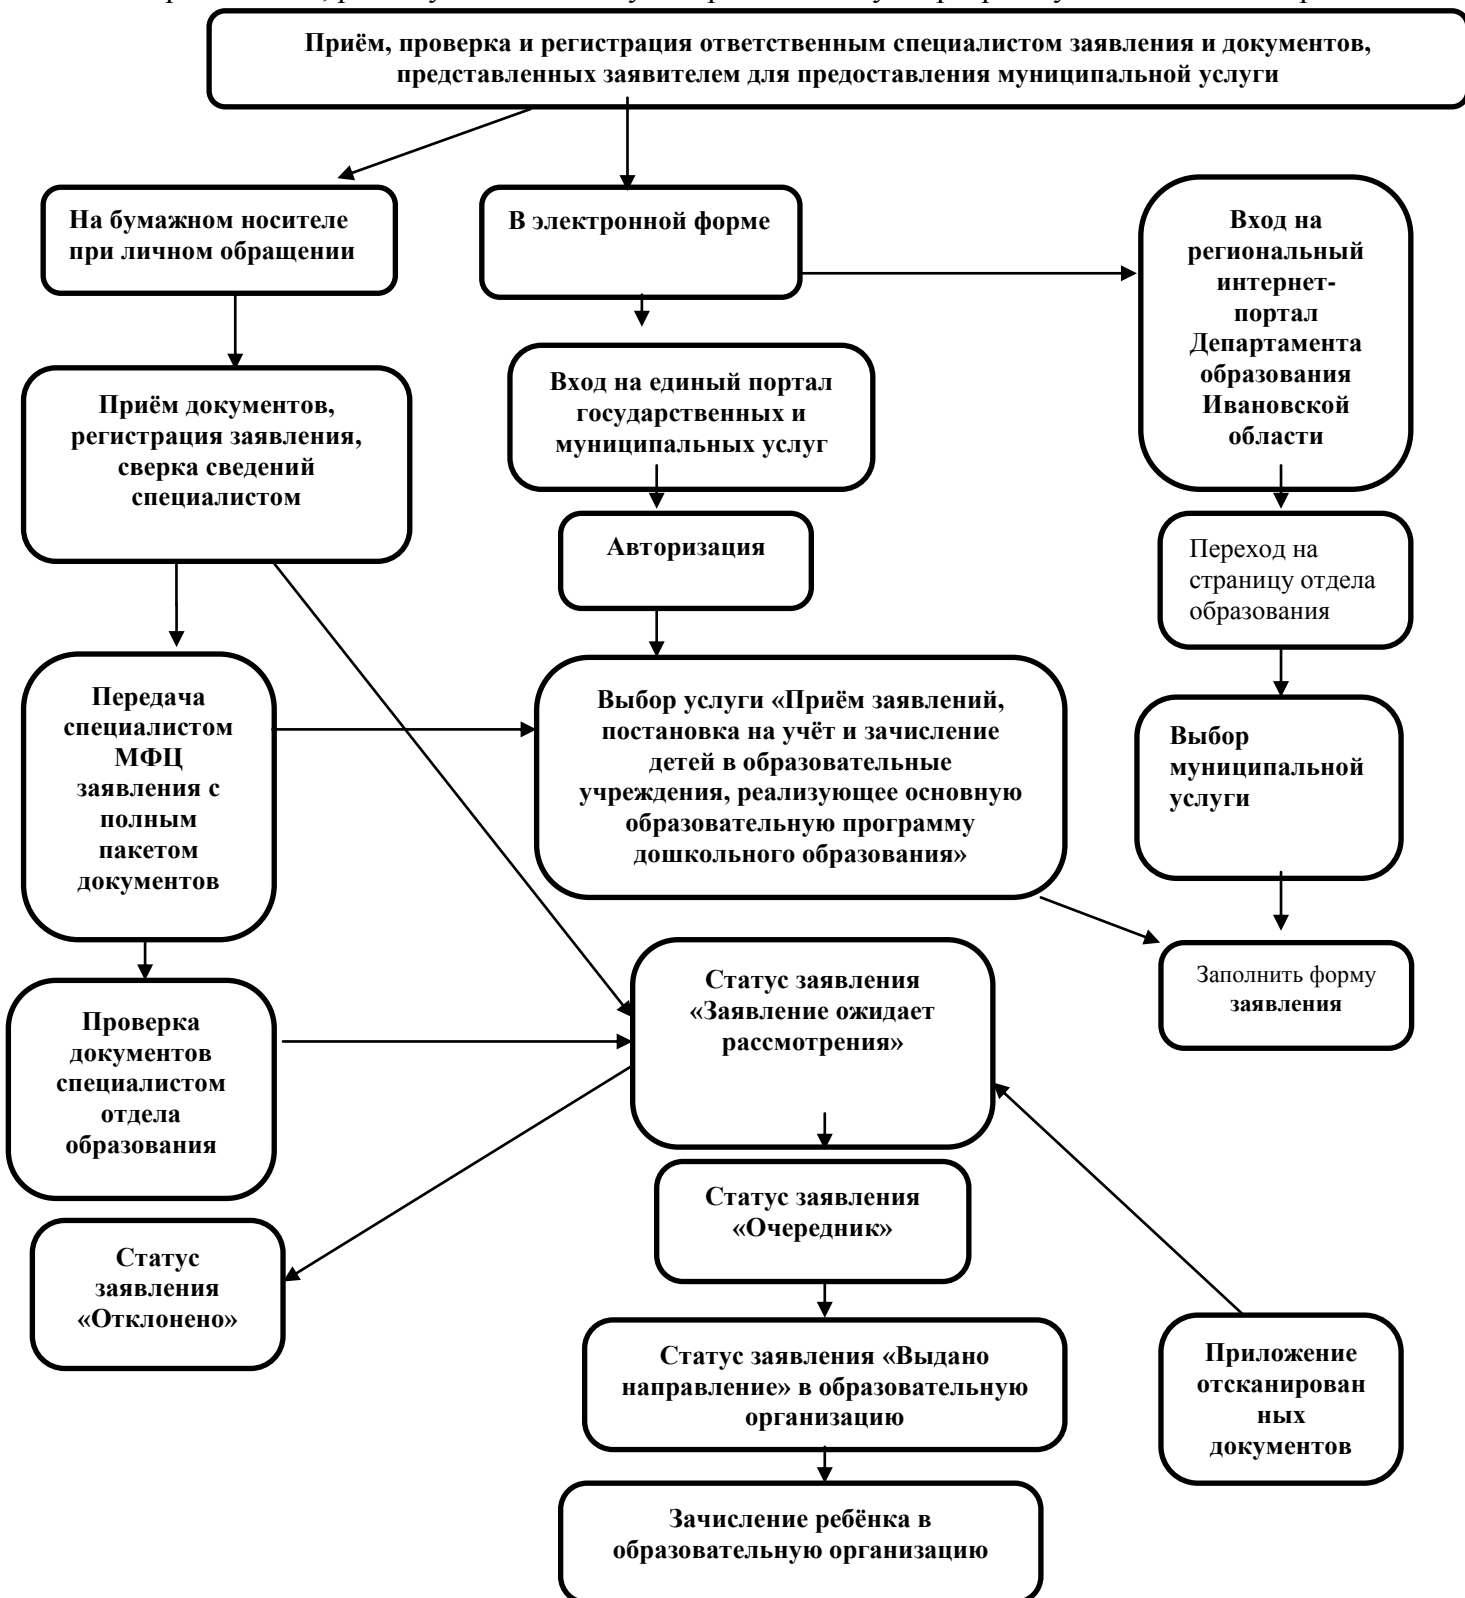 Приём, проверка и регистрация ответственным специалистом заявления и документов,
представленных заявителем для предоставления муниципальной услуги
На бумажном носителе
при личном обращении
В электронной форме
Вход на
региональный
интернет-
портал
Департамента
образования
Ивановской
области
Приём документов,
регистрация заявления,
сверка сведений
специалистом
Вход на единый портал
государственных и
муниципальных услуг
Авторизация
Переход на
страницу отдела
образования
Передача
специалистом
МФЦ
заявления с
полным
пакетом
документов
Выбор услуги «Приём заявлений,
постановка на учёт и зачисление
детей в образовательные
учреждения, реализующее основную
образовательную программу
дошкольного образования»
Выбор
муниципальной
услуги
Заполнить форму
заявления
Статус заявления
«Заявление ожидает
рассмотрения»
Проверка
документов
специалистом
отдела
образования
Статус заявления
«Очередник»
Статус
заявления
«Отклонено»
Статус заявления «Выдано
направление» в образовательную
организацию
Приложение
отсканирован
ных
документов
Зачисление ребёнка в
образовательную организацию